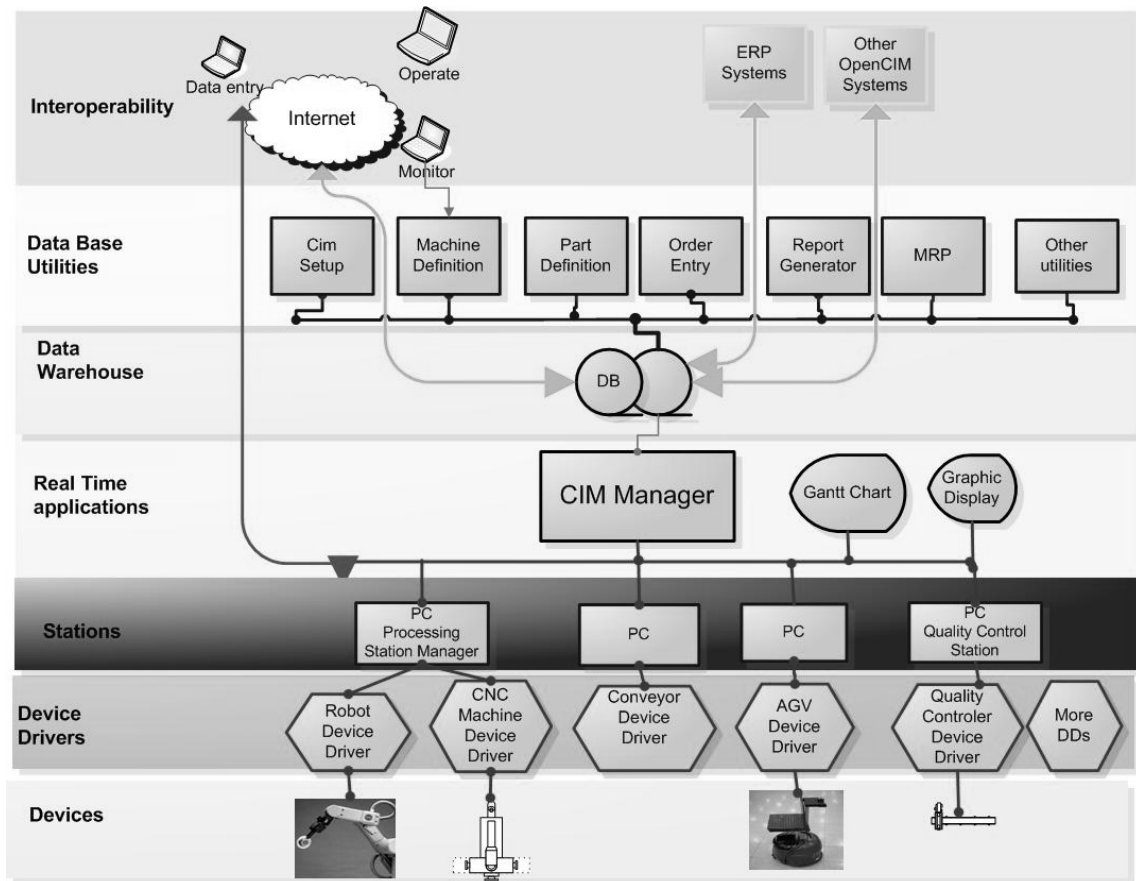 Data entry
Operate
Internet
Monitor
ERP
Systems
Other
OpenCIM
Systems
Interoperability
Data Base
Utilities
Cim
Setup
Machine
Definition
Part
Definition
Order
Entry
Report
Generator
MRP
Other
utilities
Data
Warehouse
DB
Real Time
applications
CIM Manager
Gantt Chart
Graphic
Display
Stations
PC
Processing
Station Manager
PC
PC
PC
Quality Control
Station
Device
Drivers
Robot
Device
Driver
CNC
Machine
Device
Driver
Conveyor
Device
Driver
AGV
Device
Driver
Quality
Controler
Device
Driver
More
DDs
Devices